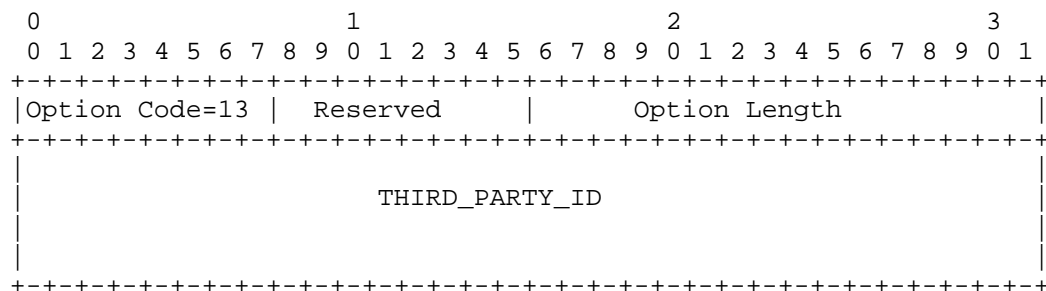 0                   1                   2                   3
 0 1 2 3 4 5 6 7 8 9 0 1 2 3 4 5 6 7 8 9 0 1 2 3 4 5 6 7 8 9 0 1
+-+-+-+-+-+-+-+-+-+-+-+-+-+-+-+-+-+-+-+-+-+-+-+-+-+-+-+-+-+-+-+-+
|Option Code=13 |  Reserved     |      Option Length            |
+-+-+-+-+-+-+-+-+-+-+-+-+-+-+-+-+-+-+-+-+-+-+-+-+-+-+-+-+-+-+-+-+
|                                                               |
|                      THIRD_PARTY_ID                           |
|                                                               |
|                                                               |
+-+-+-+-+-+-+-+-+-+-+-+-+-+-+-+-+-+-+-+-+-+-+-+-+-+-+-+-+-+-+-+-+